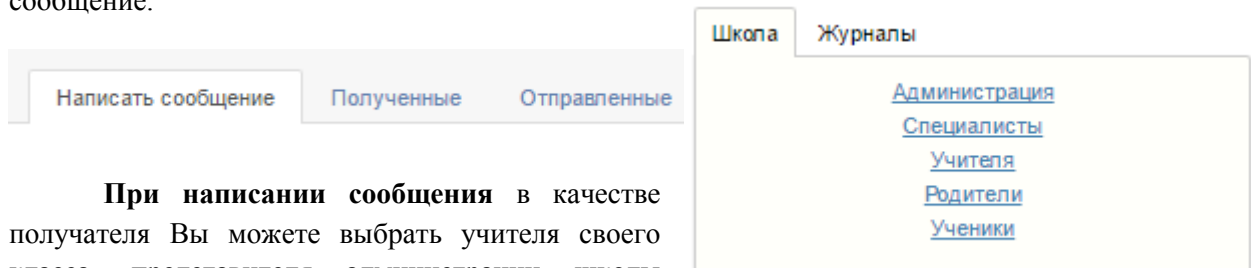 сообщение.
Написать сообщение Полученные Отправленные
При написании сообщения в качестве
получателя Вы можете выбрать учителя своего
Школа Журналы
Администрация
Специалисты
Учителя
Родители
Ученики